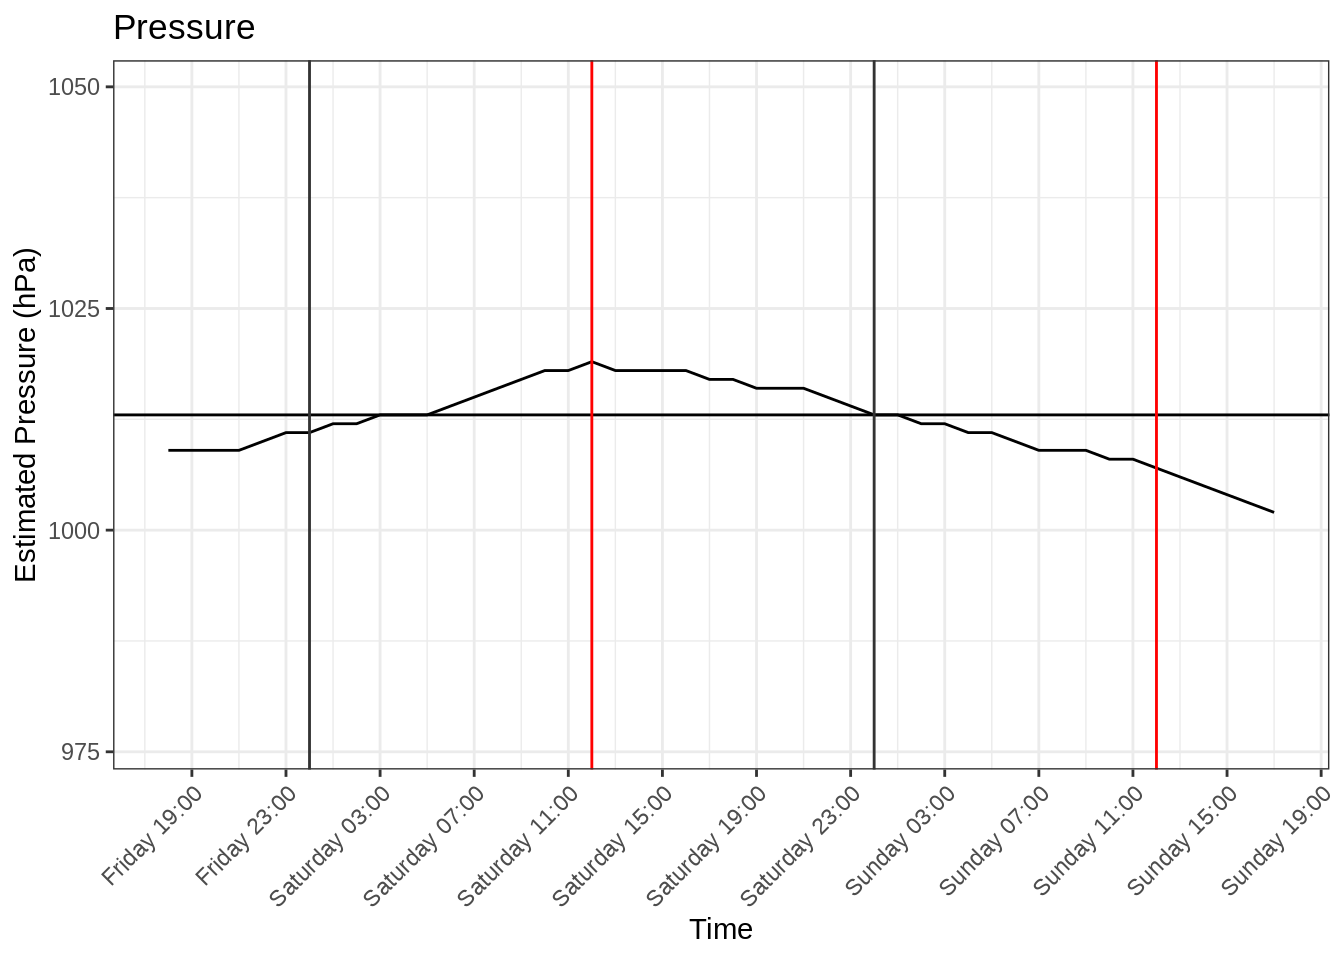 Pressure
Estimated Pressure (hPa)
1050
1025
1000
975
Friday 19:00
Friday 23:00
Saturday 03:00
Saturday 07:00
Saturday 11:00
Saturday 15:00
Saturday 19:00
Saturday 23:00
Sunday 03:00
Sunday 07:00
Sunday 11:00
Sunday 15:00
Sunday 19:00
Time